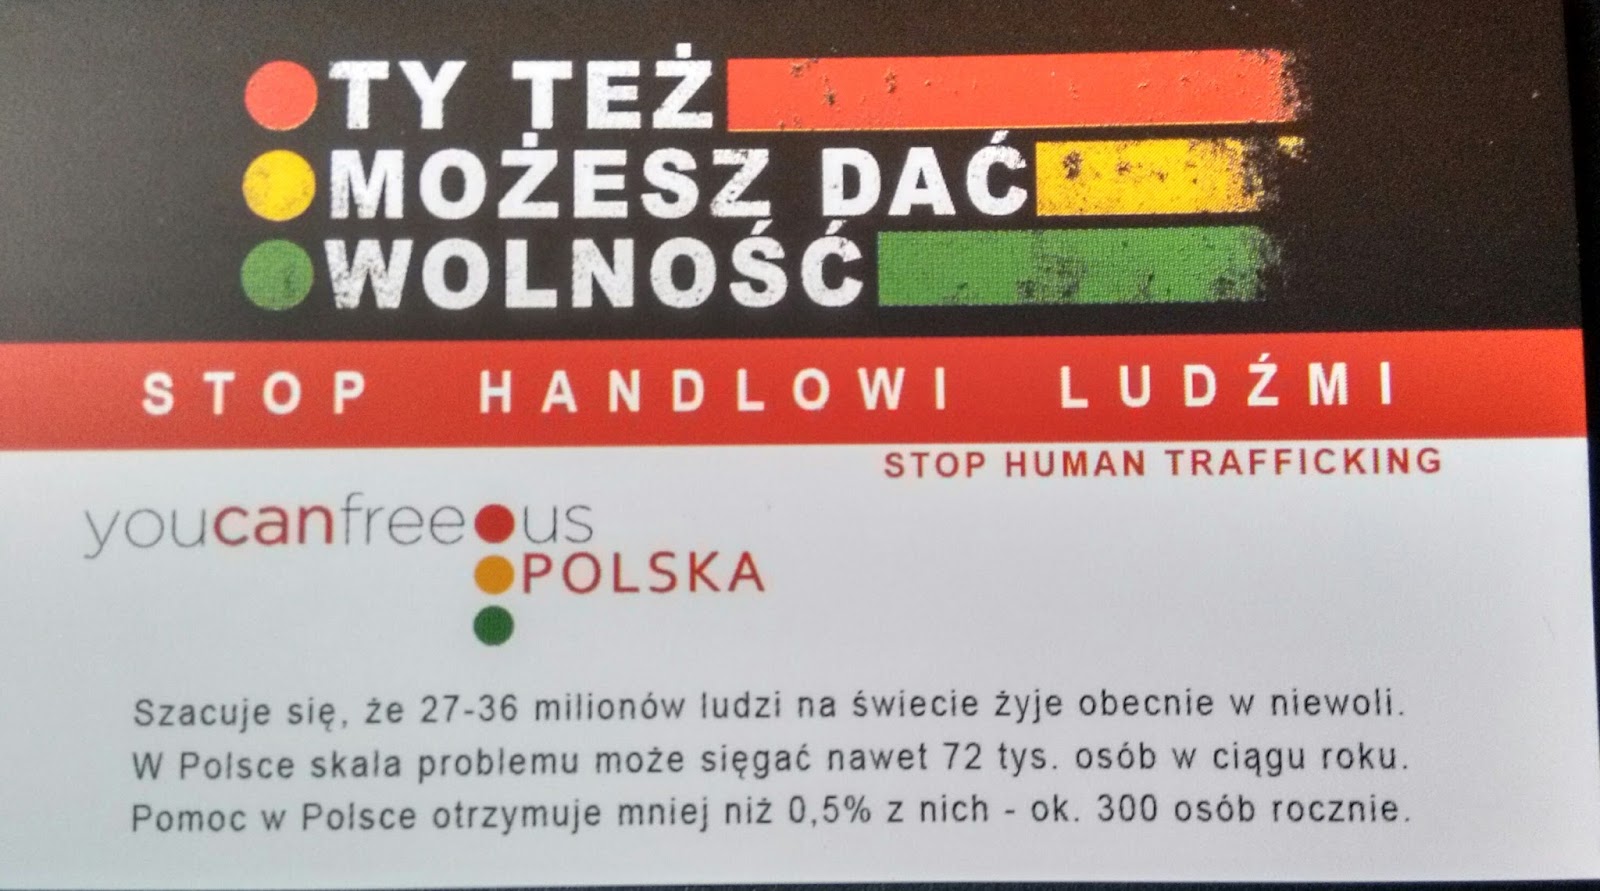 TY TEŻ
MOŻESZ DAĆ
WOLNOŚĆ
STOP HANDLOWI LUDŹMI
STOP HUMAN TRAFFICKING
youcanfree us
POLSKA
Szacuje się, że 27-36 milionów ludzi na świecie żyje obecnie w niewoli.
W Polsce skala problemu może sięgać nawet 72 tys. osób w ciągu roku.
Pomoc w Polsce otrzymuje mniej niż 0,5% z nich - ok. 300 osób rocznie.